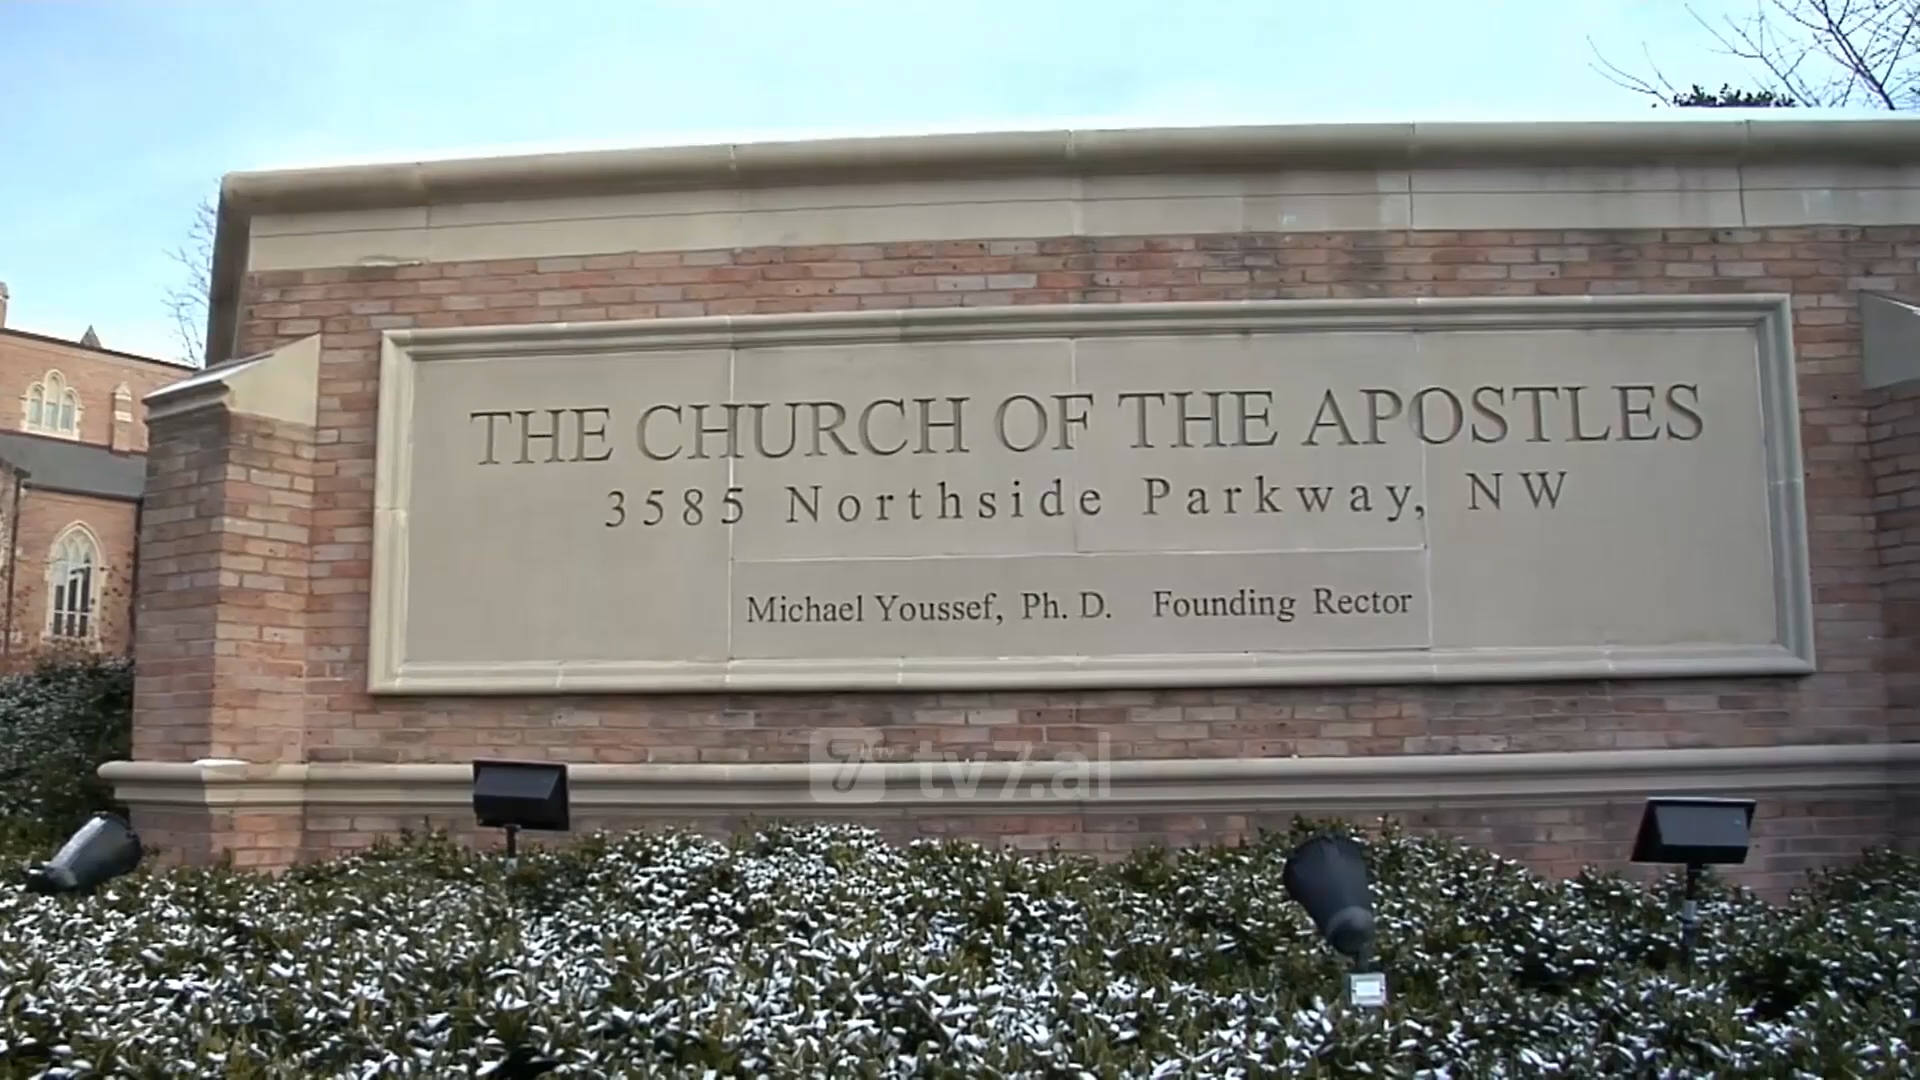 THE CHURCH OF THE APOSTLES
3585 Northside Parkway, NW
Michael Youssef, Ph. D. Founding Rector
tv7.al